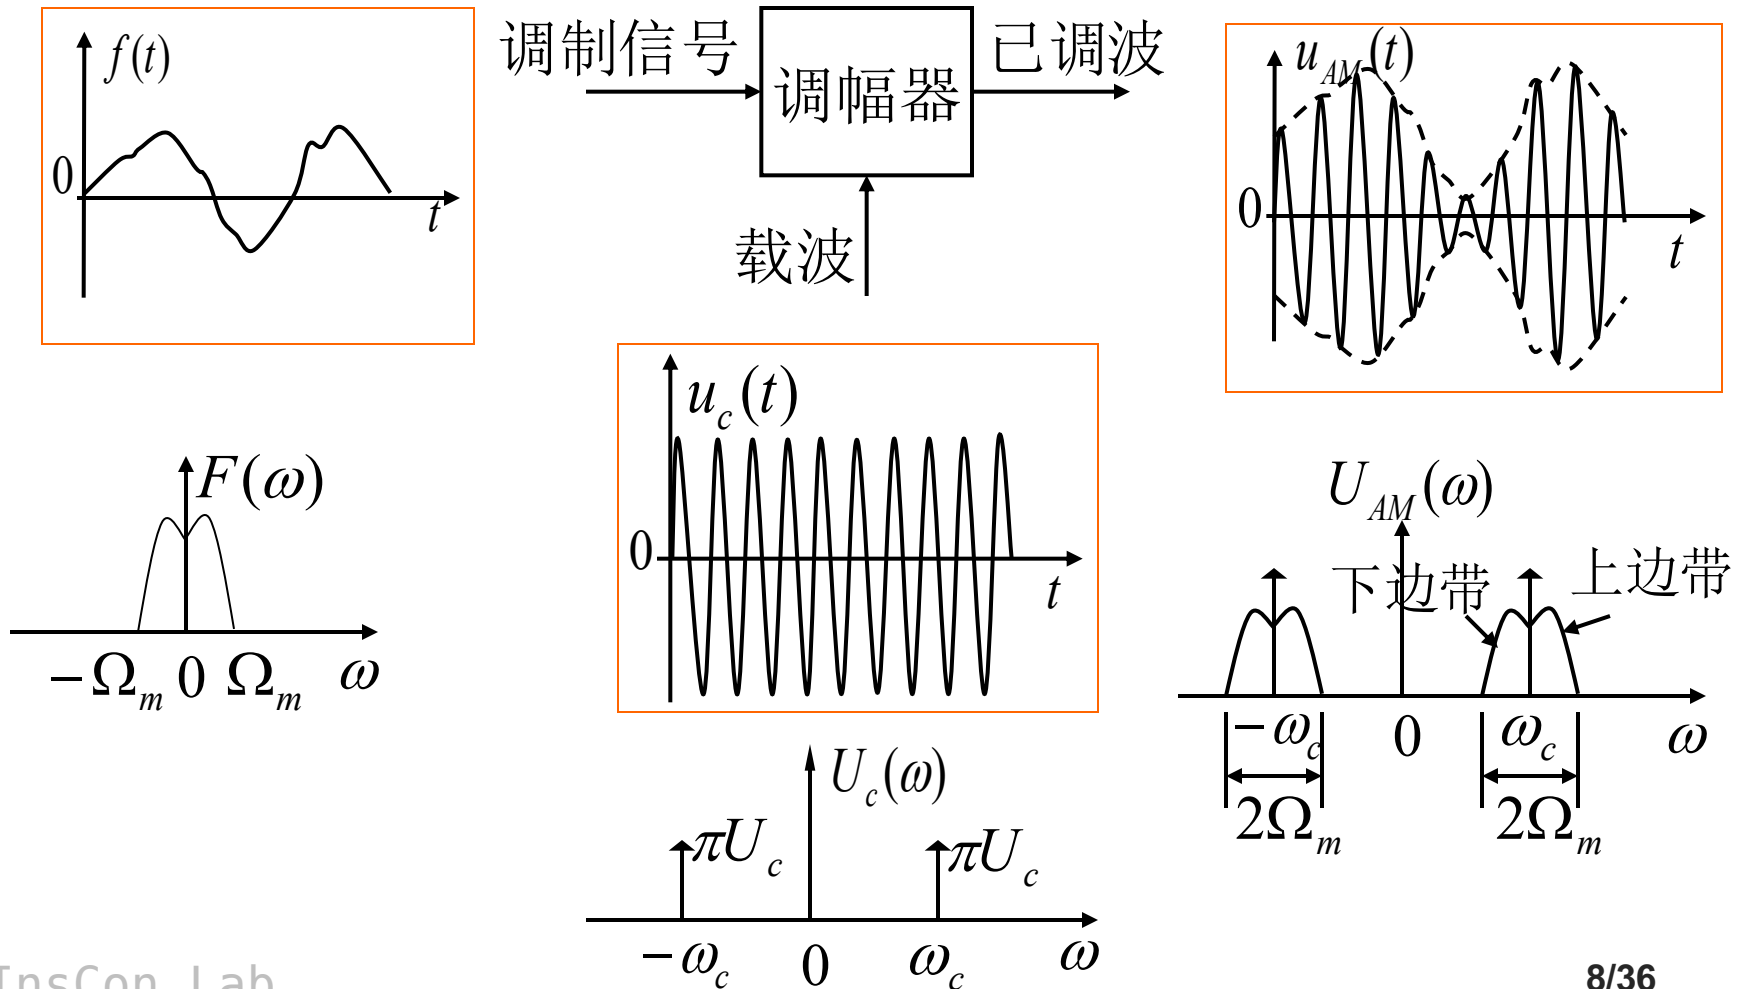 f(t)
0
t
调制信号
调幅器
已调波
载波
u_AM(t)
0
t
u_c(t)
0
t
F(ω)
−Ω_m 0 Ω_m ω
U_AM(ω)
下边带
上边带
−ω_c 0 ω_c ω
2Ω_m 2Ω_m
U_c(ω)
πU_c πU_c
−ω_c 0 ω_c ω
InsCon Lab
8/36